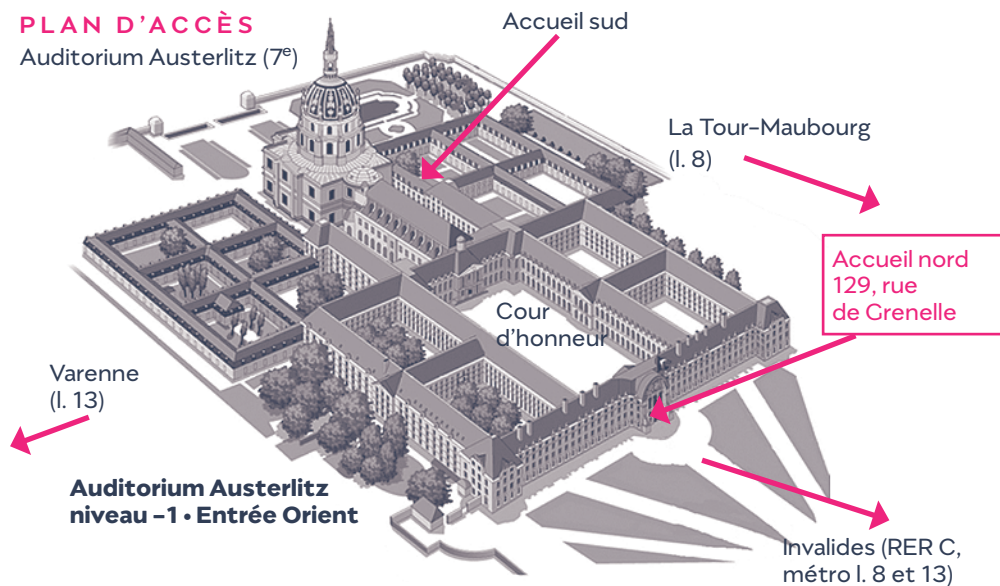 PLAN D'ACCÈS
Auditorium Austerlitz (7e)
Accueil sud
La Tour-Maubourg
(l. 8)
Accueil nord
129, rue
de Grenelle
Cour
d'honneur
Varenne
(l. 13)
Auditorium Austerlitz
niveau -1 • Entrée Orient
Invalides (RER C,
métro l. 8 et 13)